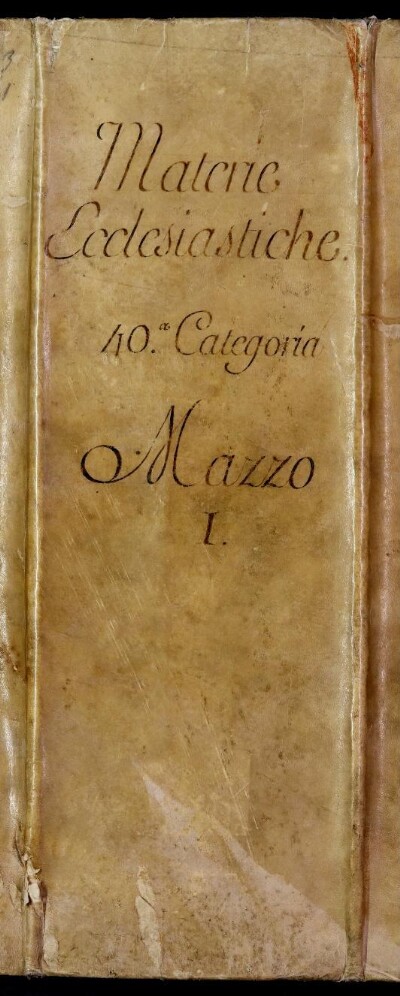 Materie
Ecclesiastiche.
40.ª Categoria
Mazzo
I.